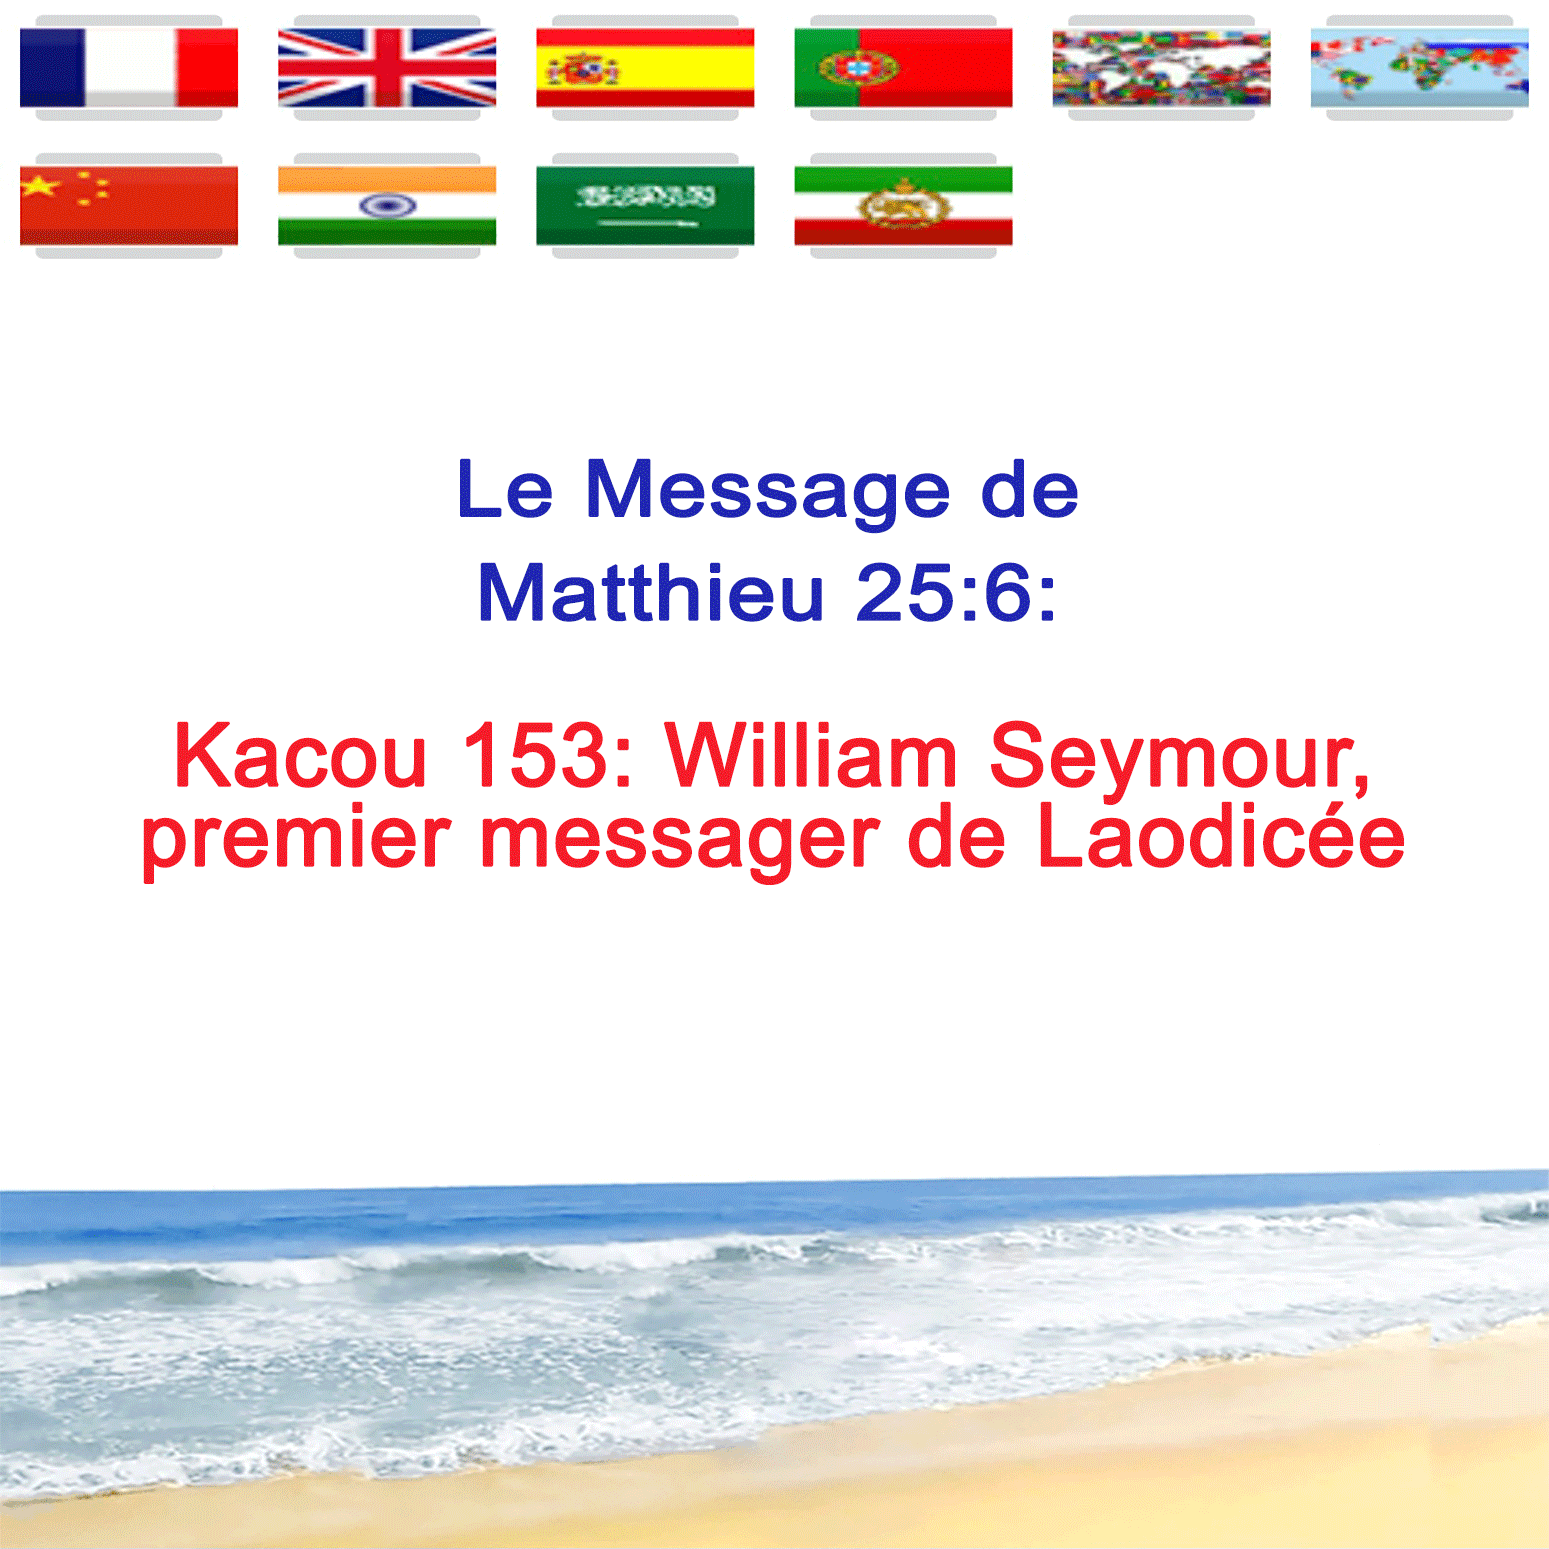 Le Message de
Matthieu 25:6:
Kacou 153: William Seymour,
premier messager de Laodicée